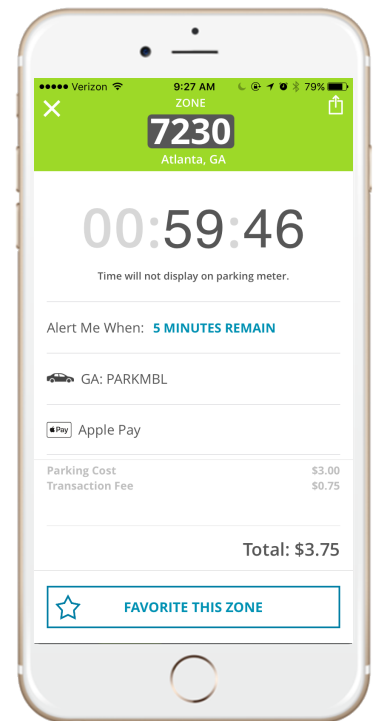 Verizon 9:27 AM 79%
ZONE
7230
Atlanta, GA
00:59:46
Time will not display on parking meter.
Alert Me When: 5 MINUTES REMAIN
GA: PARKMBL
Pay Apple Pay
Parking Cost $3.00
Transaction Fee $0.75
Total: $3.75
FAVORITE THIS ZONE